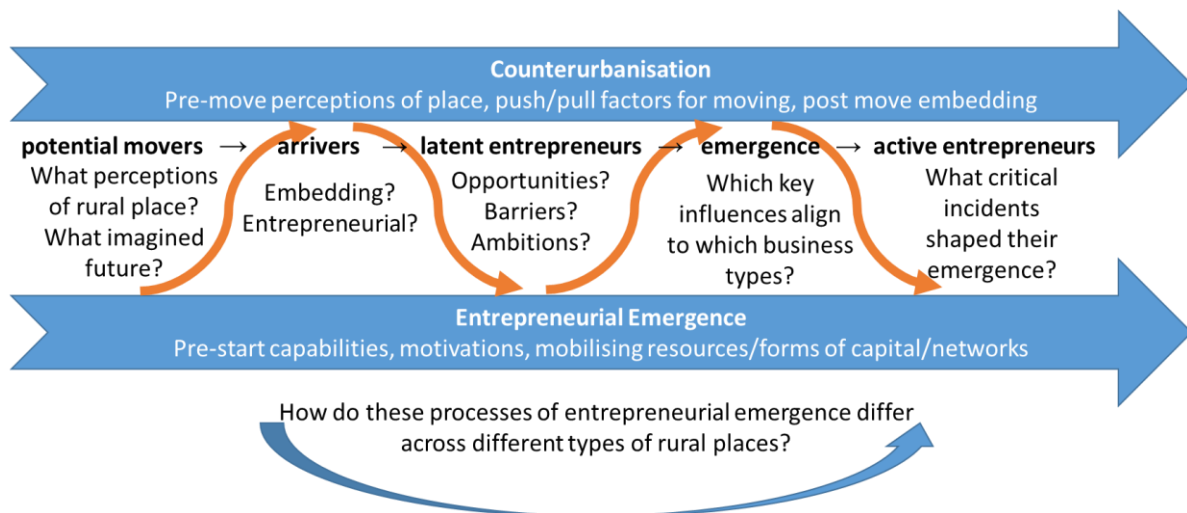 Counterurbanisation
Pre-move perceptions of place, push/pull factors for moving, post move embedding
potential movers → arrivers → latent entrepreneurs → emergence → active entrepreneurs
What perceptions
of rural place?
What imagined
future?
Embedding?
Entrepreneurial?
Opportunities?
Barriers?
Ambitions?
Which key
influences align
to which business
types?
What critical
incidents
shaped their
emergence?
Entrepreneurial Emergence
Pre-start capabilities, motivations, mobilising resources/forms of capital/networks
How do these processes of entrepreneurial emergence differ
across different types of rural places?